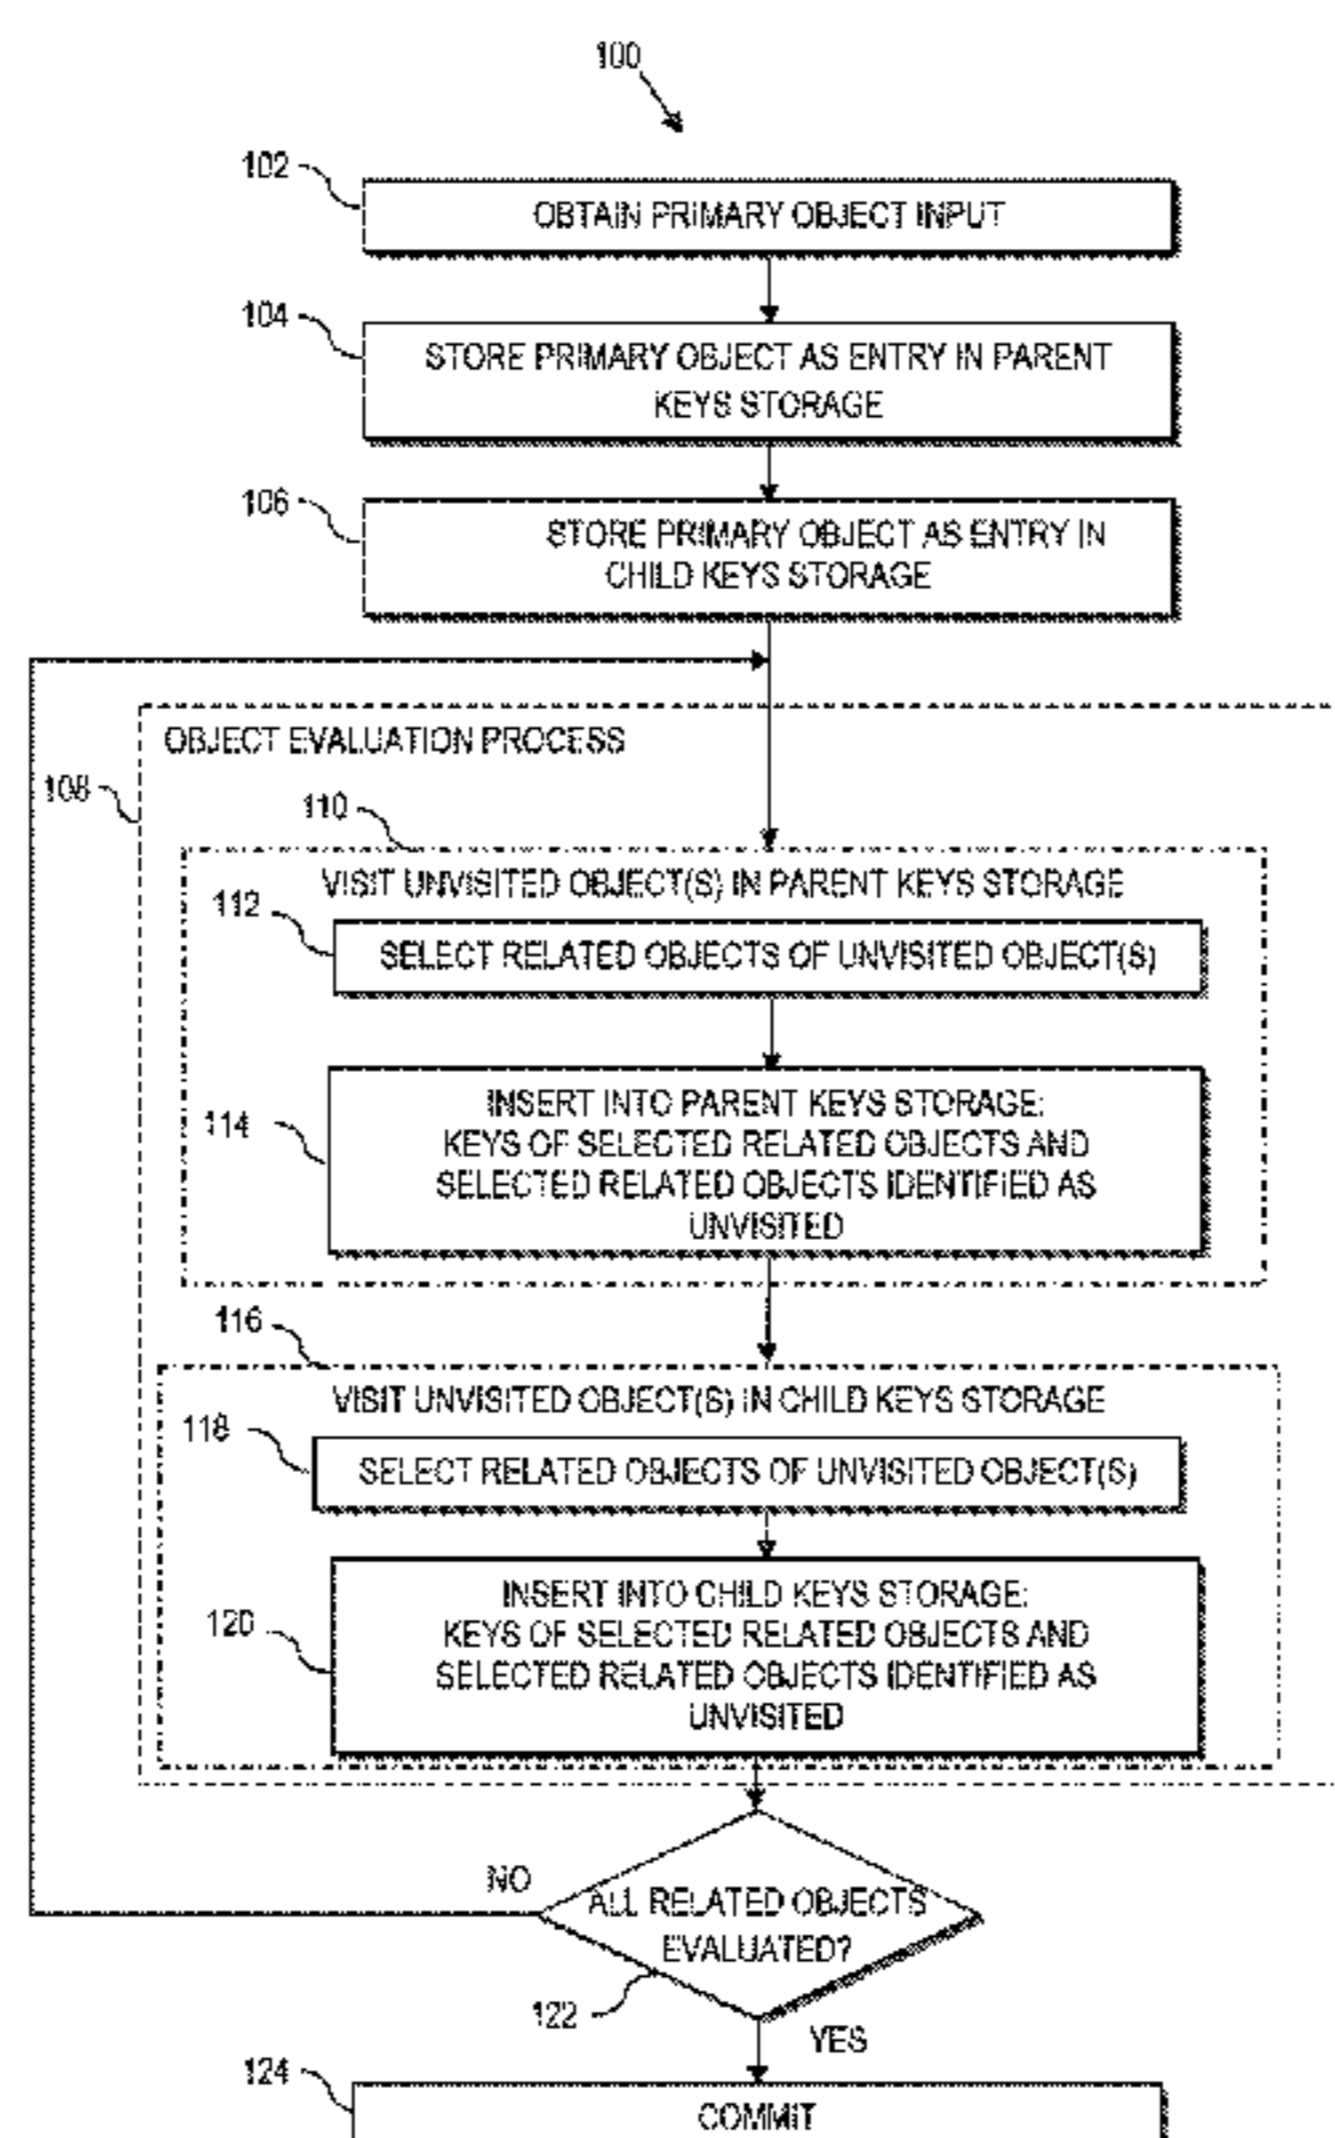 100
102
OBTAIN PRIMARY OBJECT INPUT
104
STORE PRIMARY OBJECT AS ENTRY IN PARENT
KEYS STORAGE
106
STORE PRIMARY OBJECT AS ENTRY IN
CHILD KEYS STORAGE
OBJECT EVALUATION PROCESS
108
110
VISIT UNVISITED OBJECT(S) IN PARENT KEYS STORAGE
112
SELECT RELATED OBJECTS OF UNVISITED OBJECT(S)
114
INSERT INTO PARENT KEYS STORAGE:
KEYS OF SELECTED RELATED OBJECTS AND
SELECTED RELATED OBJECTS IDENTIFIED AS
UNVISITED
116
VISIT UNVISITED OBJECT(S) IN CHILD KEYS STORAGE
118
SELECT RELATED OBJECTS OF UNVISITED OBJECT(S)
120
INSERT INTO CHILD KEYS STORAGE:
KEYS OF SELECTED RELATED OBJECTS AND
SELECTED RELATED OBJECTS IDENTIFIED AS
UNVISITED
NO
ALL RELATED OBJECTS
EVALUATED?
122
YES
124
COMMIT